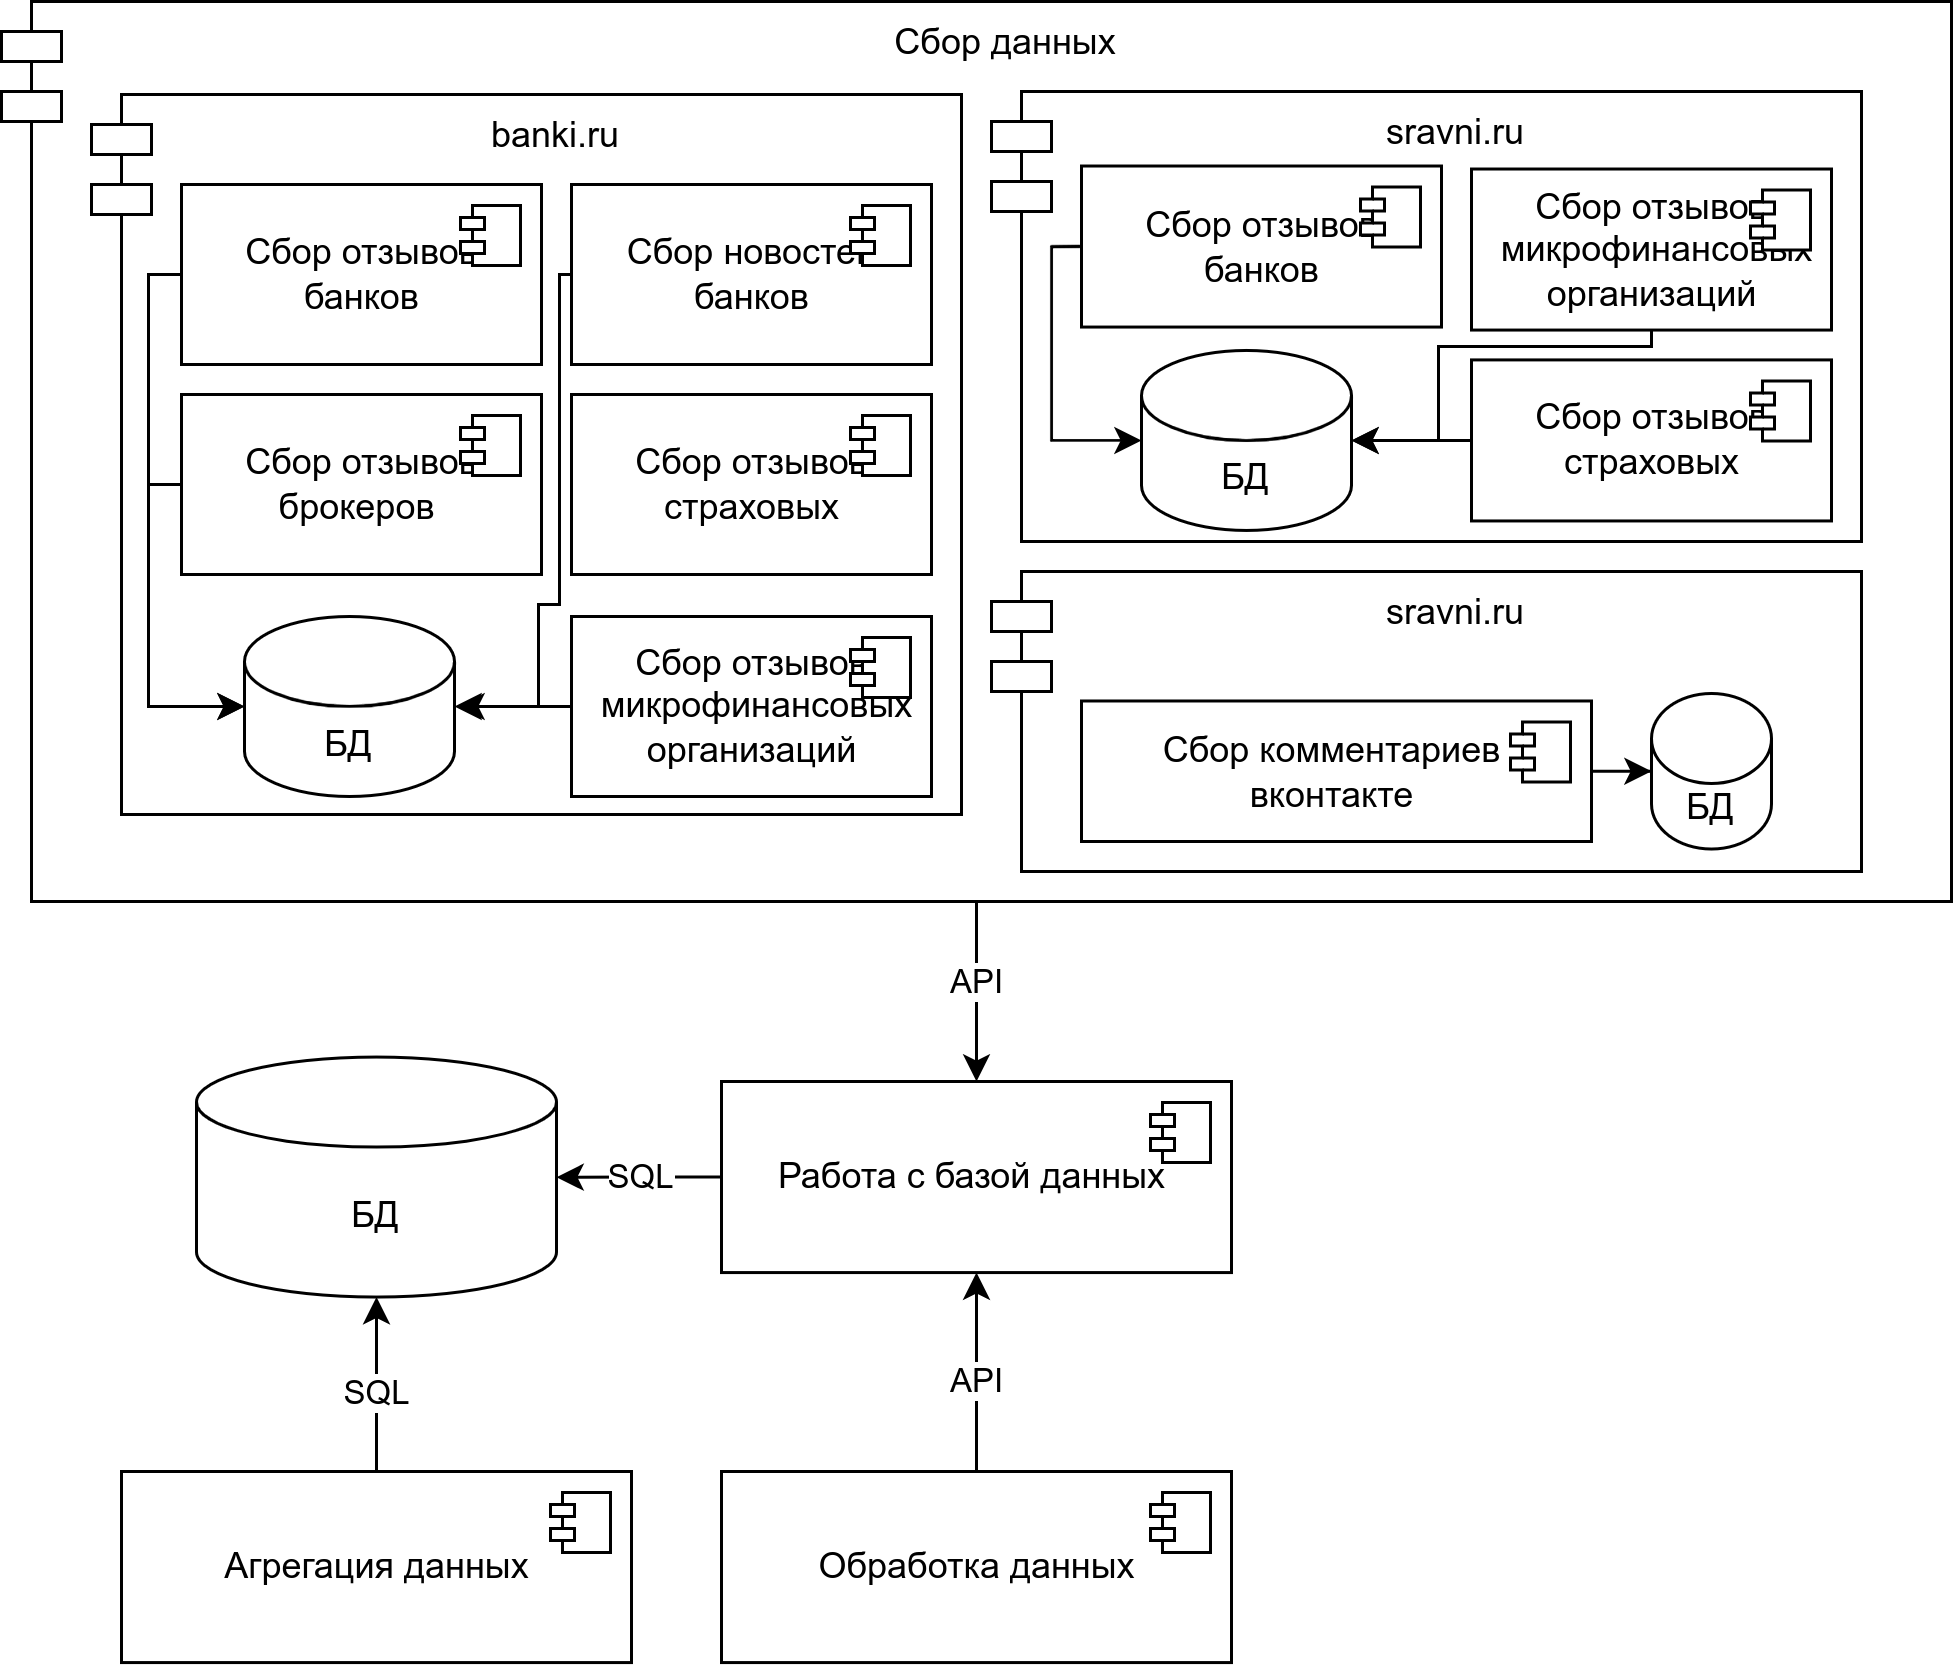 Сбор данных
banki.ru
Сбор отзывов
банков
Сбор новостей
банков
Сбор отзывов
брокеров
Сбор отзывов
страховых
БД
Сбор отзывов
микрофинансовых
организаций
sravni.ru
Сбор отзывов
банков
Сбор отзывов
микрофинансовых
организаций
БД
Сбор отзывов
страховых
sravni.ru
Сбор комментариев
вконтакте
БД
API
БД
SQL
Работа с базой данных
SQL
API
Агрегация данных
Обработка данных